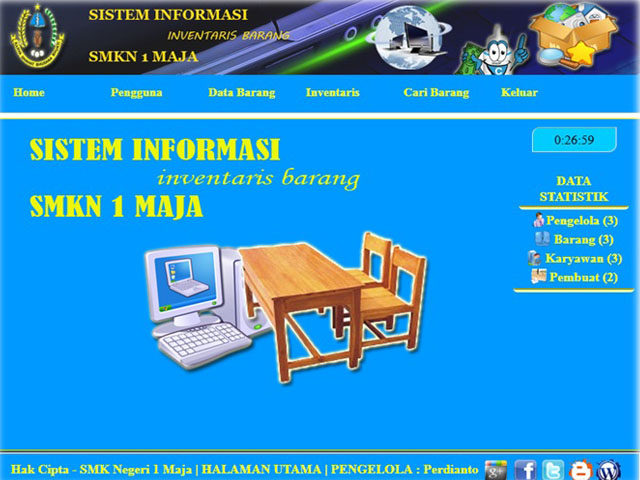 SISTEM INFORMASI
INVENTARIS BARANG
SMKN 1 MAJA
Home Pengguna Data Barang Inventaris Cari Barang Keluar
SISTEM INFORMASI
inventaris barang
SMKN 1 MAJA
0:26:59
DATA
STATISTIK
Pengelola (3)
Barang (3)
Karyawan (3)
Pembuat (2)
Hak Cipta - SMK Negeri 1 Maja | HALAMAN UTAMA | PENGELOLA : Perdianto